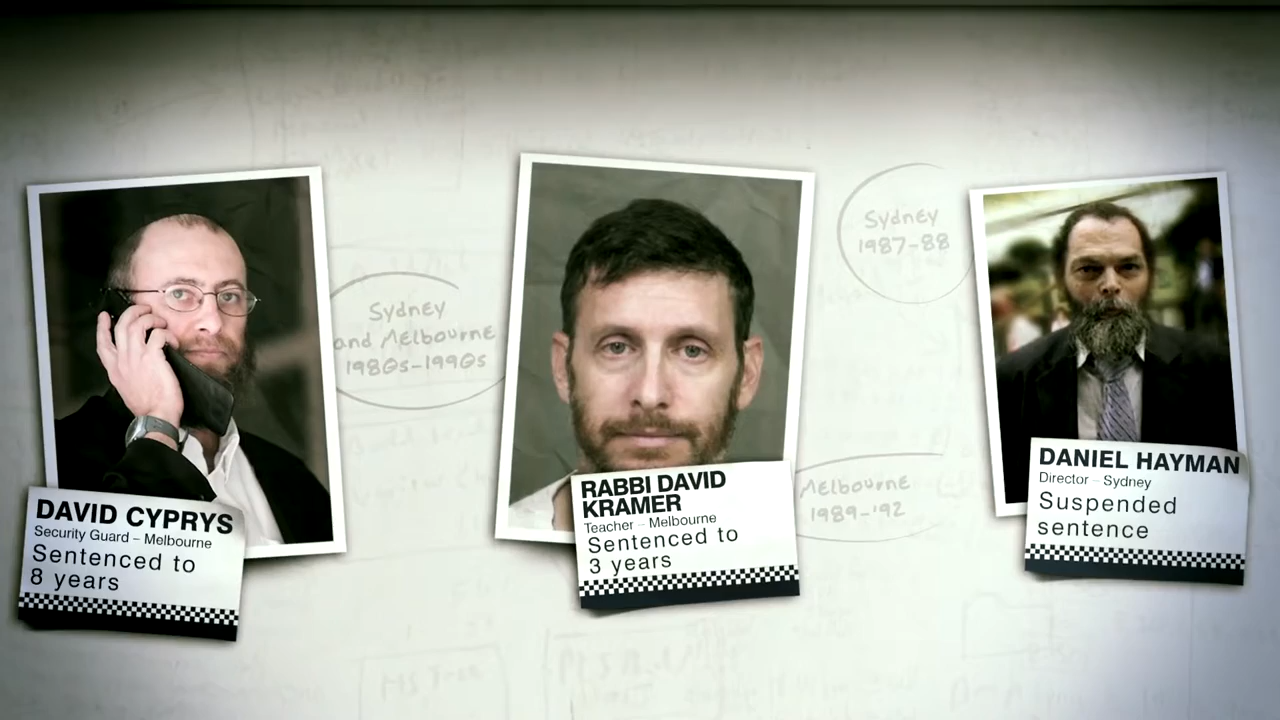 Sydney
1987-88
Sydney
and Melbourne
1980s-1990s
DAVID CYPRYS
Security Guard – Melbourne
Sentenced to
8 years
RABBI DAVID
KRAMER
Teacher – Melbourne
Sentenced to
3 years
Melbourne
1989-'92
DANIEL HAYMAN
Director – Sydney
Suspended
sentence